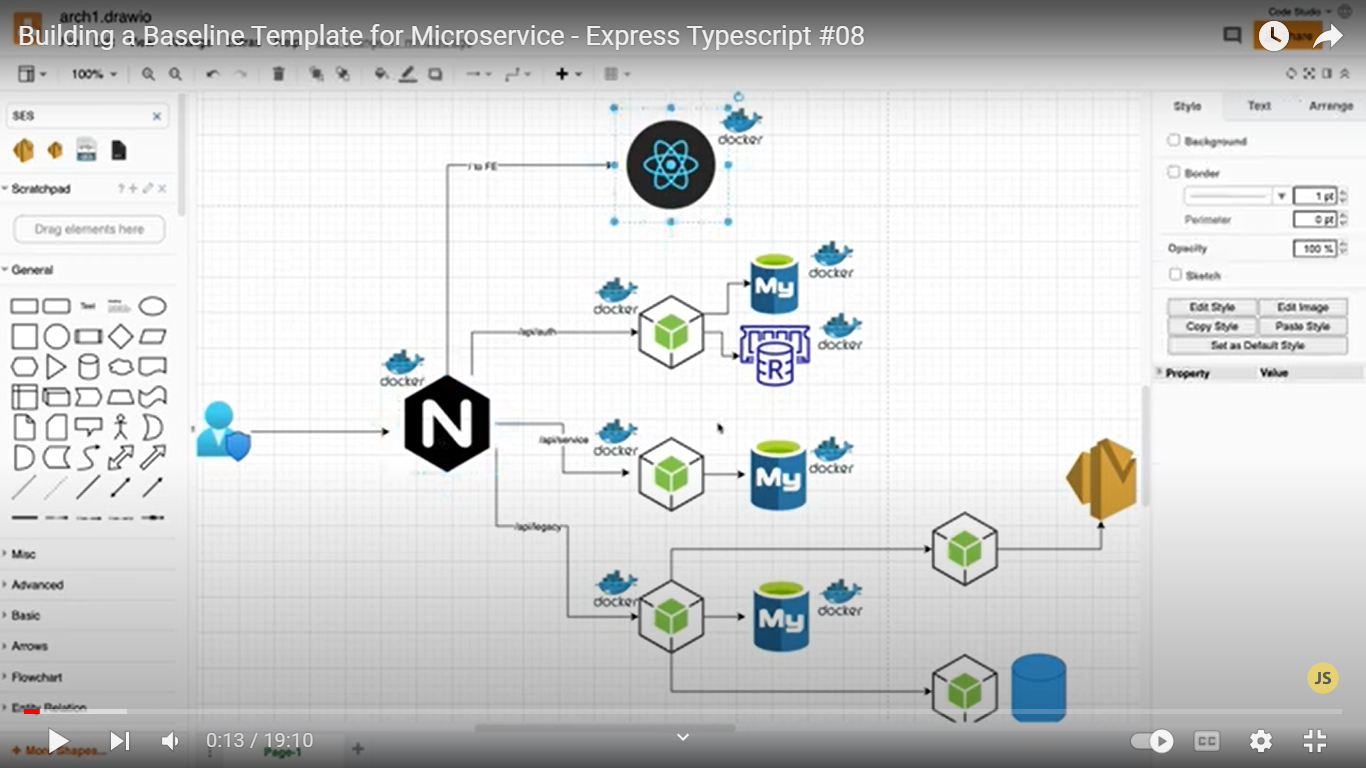 arch1.drawio
Code Studio
Building a Baseline Template for Microservice - Express Typescript #08
100%
SES
Style
Text
Arrange
docker
Background
/ to FE
Scratchpad
Border
1 pt
Drag elements here
Perimeter
0 pt
Opacity
100 %
General
docker
My
Sketch
Text
docker
Edit Style
Edit Image
/api/auth
docker
Copy Style
Paste Style
R
Set as Default Style
docker
Property
Value
N
/api/service
docker
docker
My
/api/legacy
Misc
Advanced
docker
docker
Basic
My
Arrows
Flowchart
JS
Entity Relation
0:13 / 19:10
CC
More Shapes...
Page-1